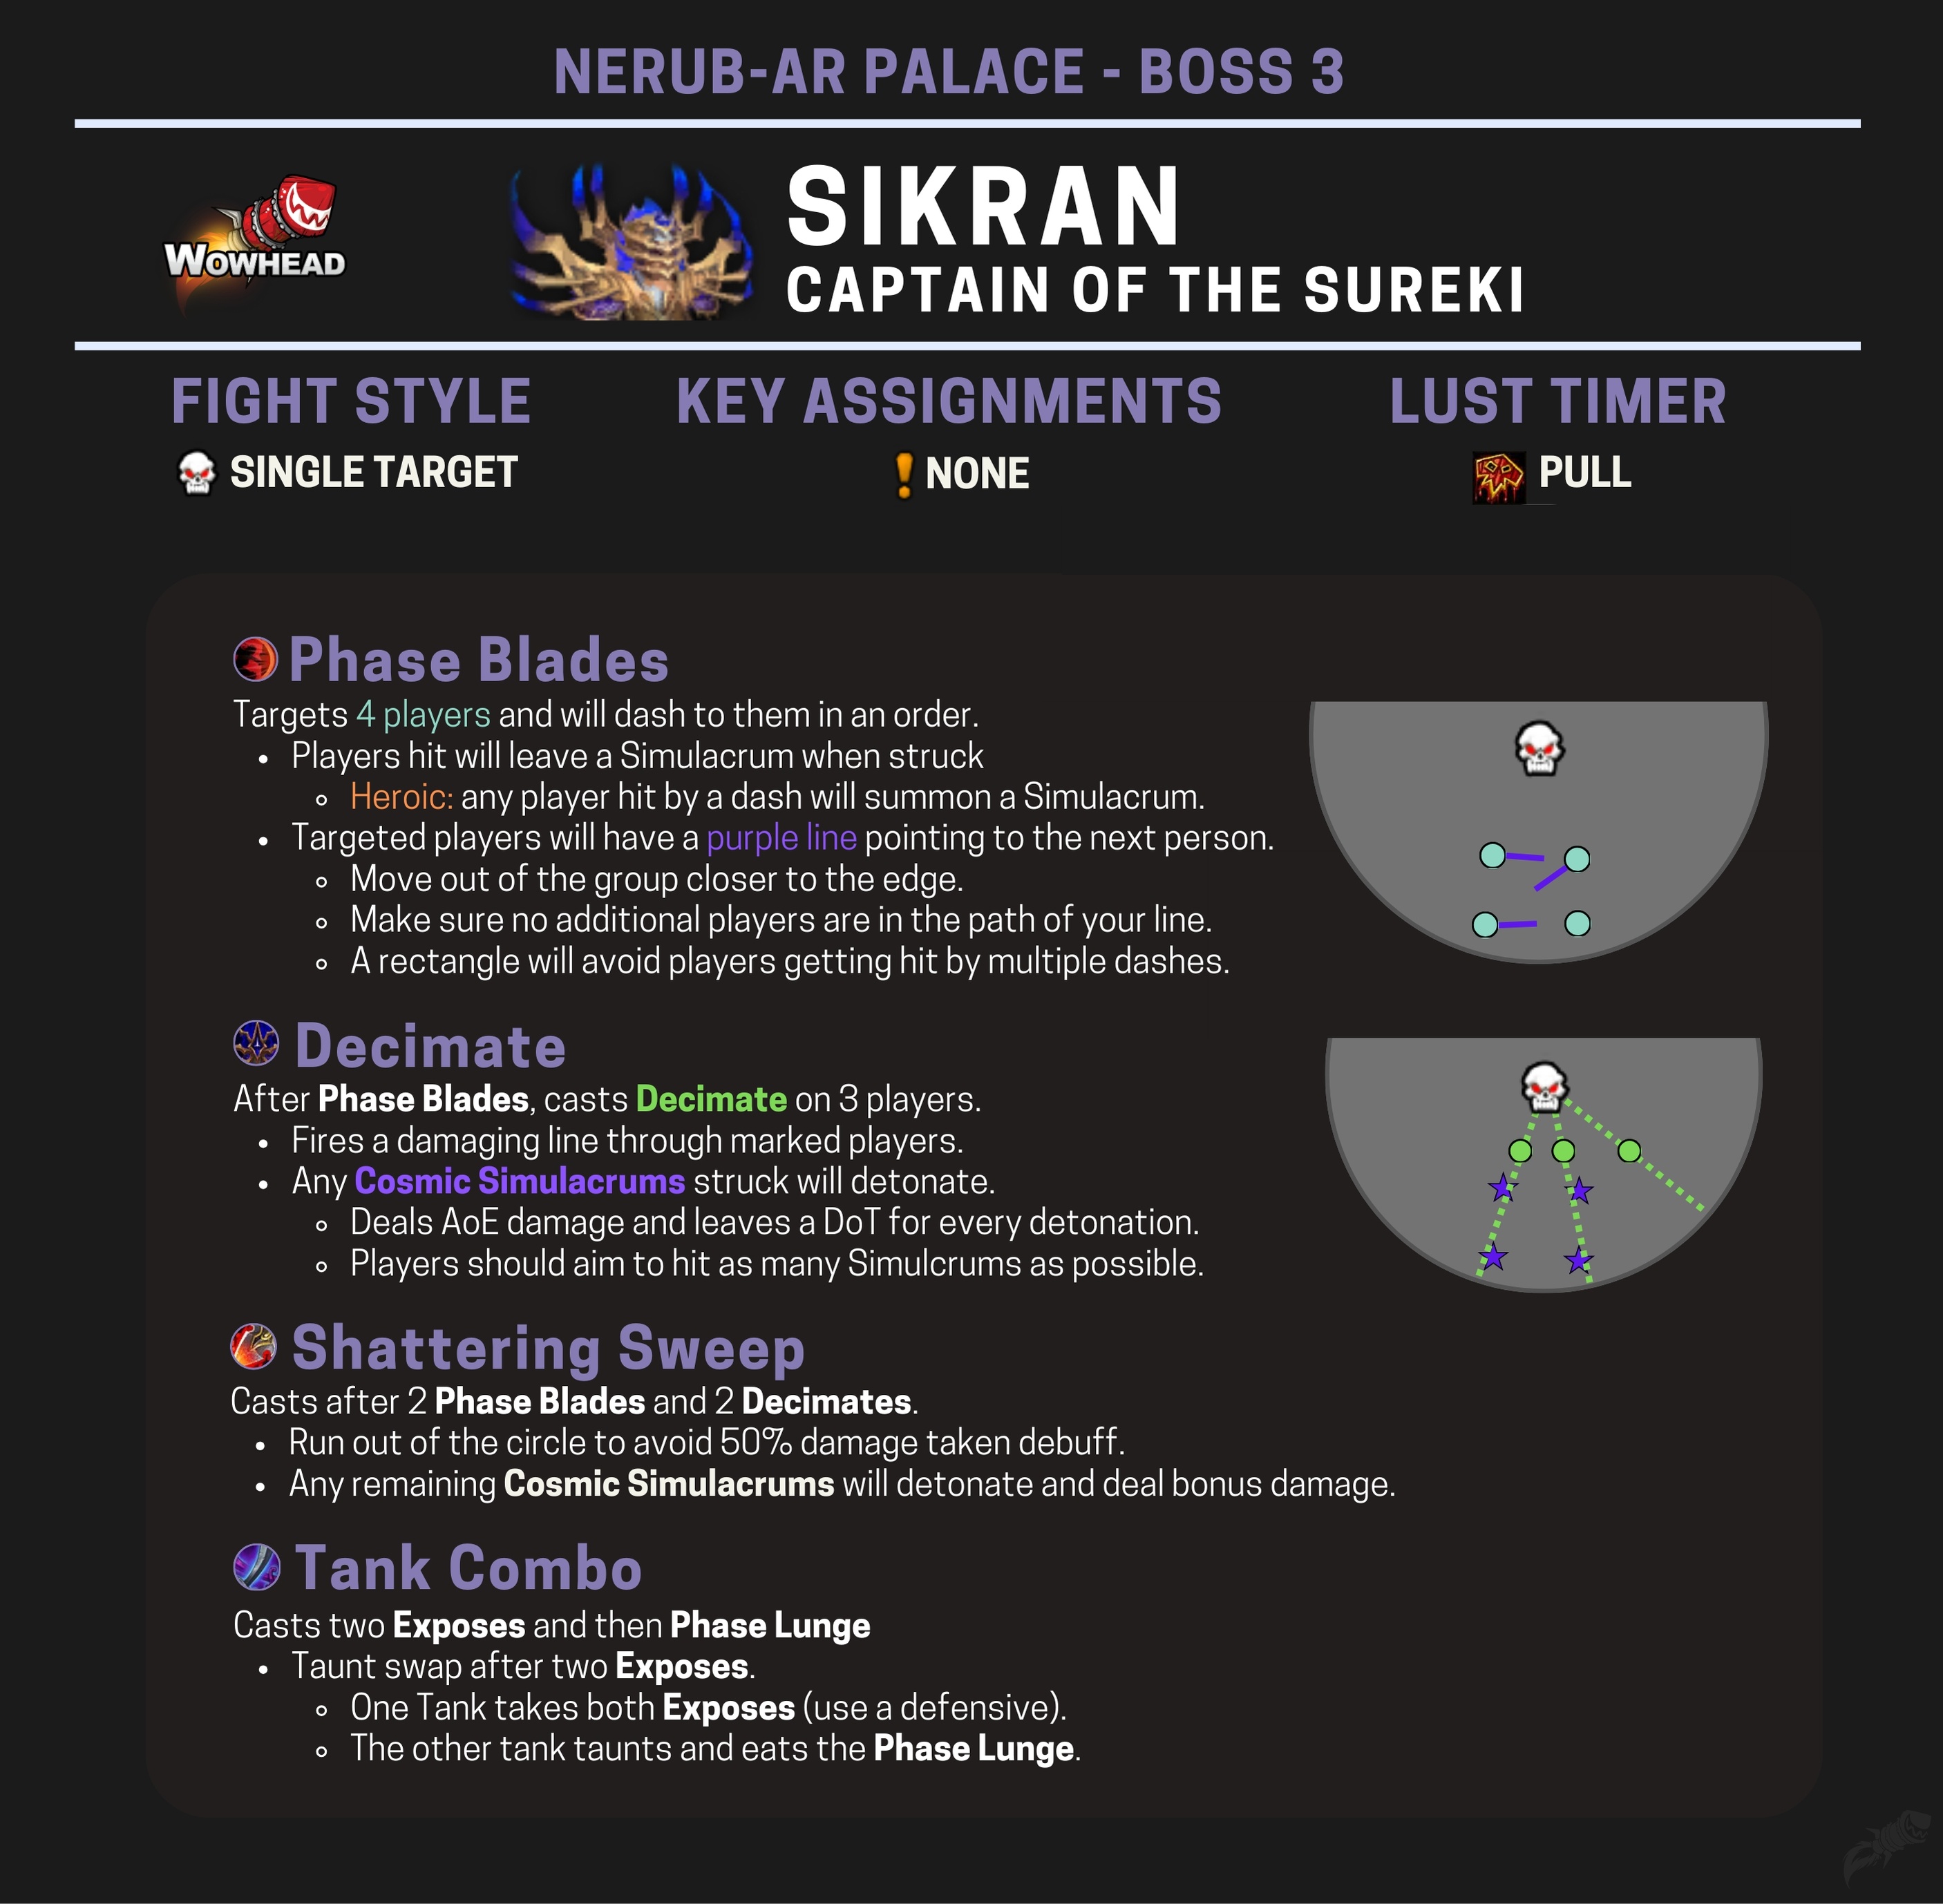 NERUB-AR PALACE - BOSS 3
WOWHEAD
SIKRAN
CAPTAIN OF THE SUREKI
FIGHT STYLE
KEY ASSIGNMENTS
LUST TIMER
SINGLE TARGET
NONE
PULL
Phase Blades
Targets 4 players and will dash to them in an order.
• Players hit will leave a Simulacrum when struck
◦ Heroic: any player hit by a dash will summon a Simulacrum.
• Targeted players will have a purple line pointing to the next person.
◦ Move out of the group closer to the edge.
◦ Make sure no additional players are in the path of your line.
◦ A rectangle will avoid players getting hit by multiple dashes.
Decimate
After Phase Blades, casts Decimate on 3 players.
• Fires a damaging line through marked players.
• Any Cosmic Simulacrums struck will detonate.
◦ Deals AoE damage and leaves a DoT for every detonation.
◦ Players should aim to hit as many Simulcrums as possible.
Shattering Sweep
Casts after 2 Phase Blades and 2 Decimates.
• Run out of the circle to avoid 50% damage taken debuff.
• Any remaining Cosmic Simulacrums will detonate and deal bonus damage.
Tank Combo
Casts two Exposes and then Phase Lunge
• Taunt swap after two Exposes.
◦ One Tank takes both Exposes (use a defensive).
◦ The other tank taunts and eats the Phase Lunge.